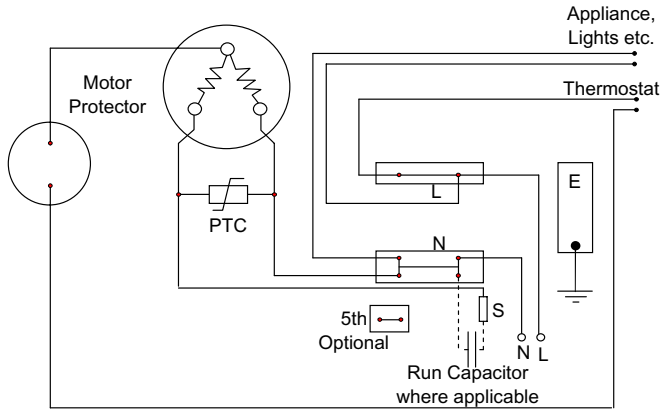 Appliance,
Lights etc.
Motor
Protector
Thermostat
L
E
PTC
N
S
5th
Optional
N L
Run Capacitor
where applicable